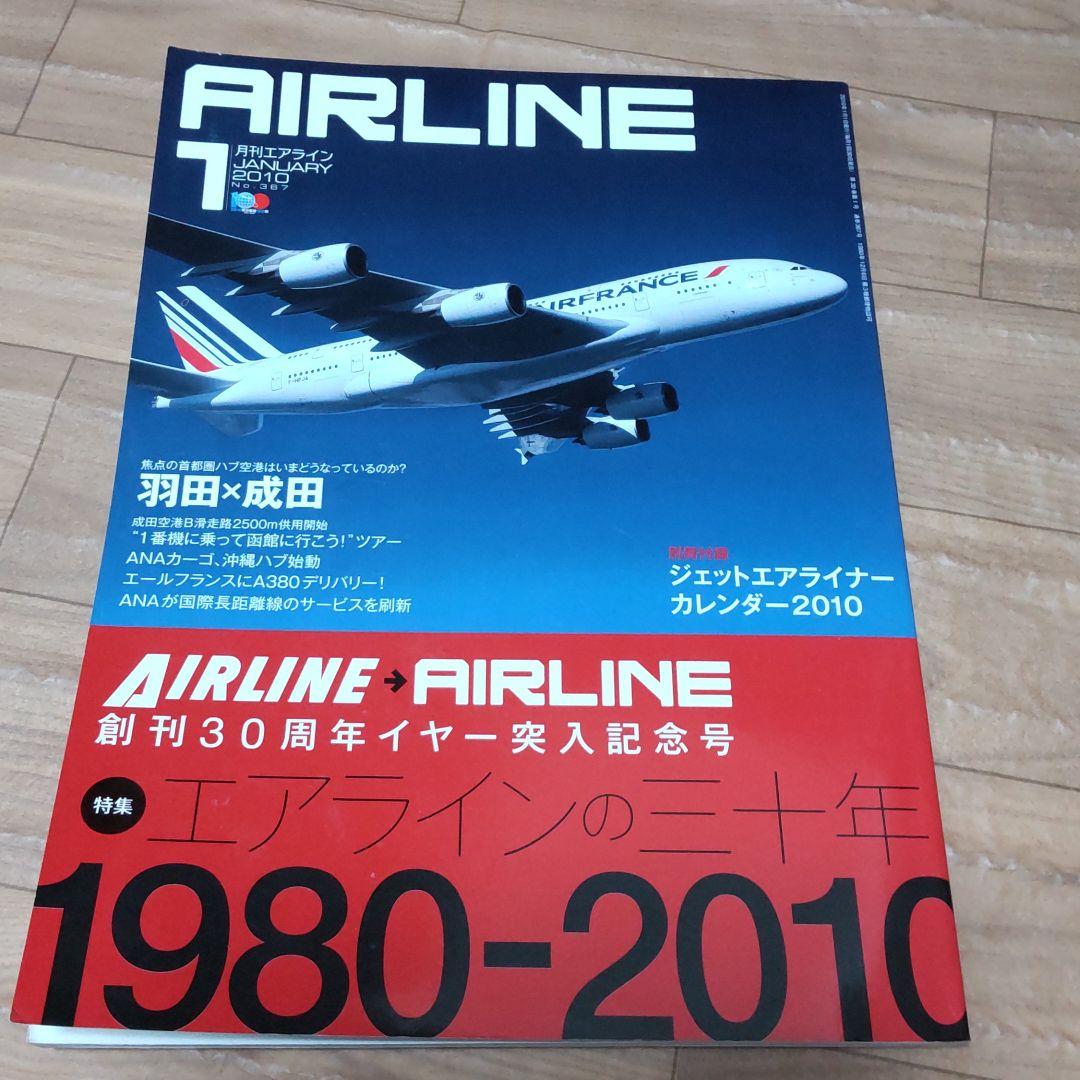 AIRLINE
1
月刊エアライン
JANUARY
2010
No.367
AIRFRANCE
F-HPJA
焦点の首都圏ハブ空港はいまどうなっているのか?
羽田×成田
成田空港B滑走路2500m供用開始
“1番機に乗って函館に行こう!”ツアー
ANAカーゴ、沖縄ハブ始動
エールフランスにA380デリバリー!
ANAが国際長距離線のサービスを刷新
別冊付録
ジェットエアライナー
カレンダー2010
AIRLINE→AIRLINE
創刊30周年イヤー突入記念号
特集
エアラインの三十年
1980-2010